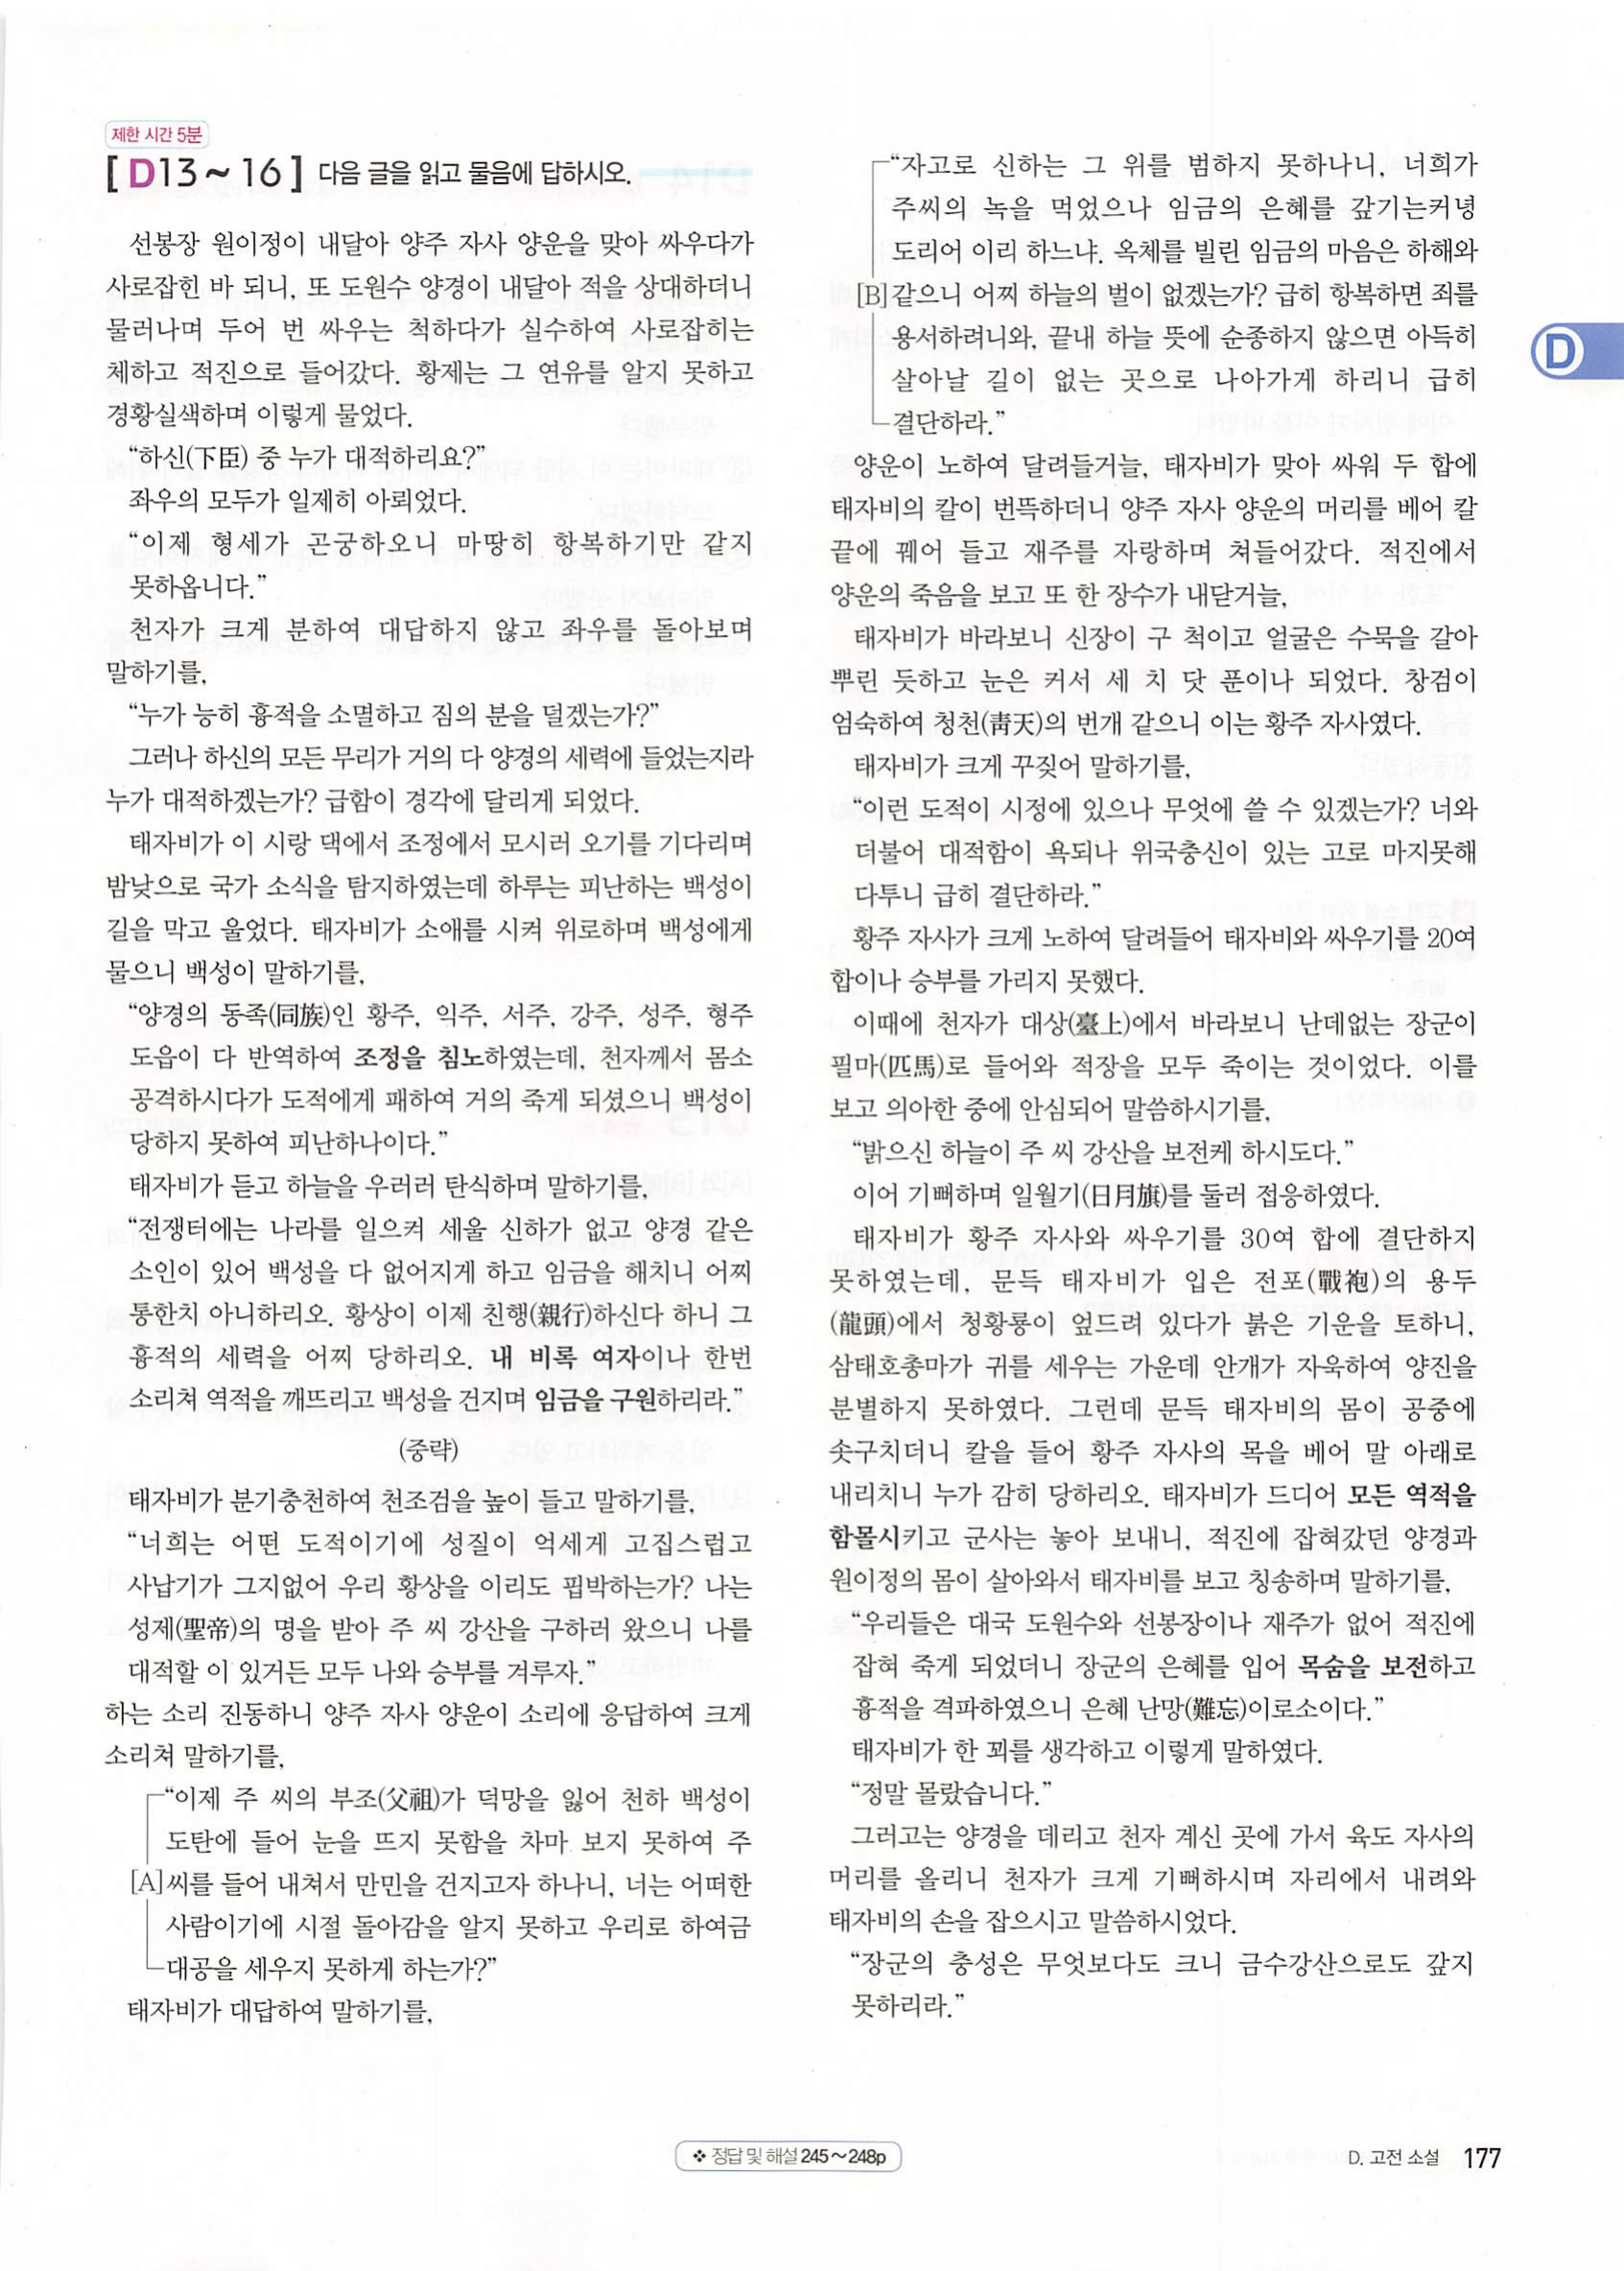 제한 시간 5분
[ D13 ~ 16 ] 다음 글을 읽고 물음에 답하시오.
선봉장 원이정이 내달아 양주 자사 양운을 맞아 싸우다가
사로잡힌 바 되니, 또 도원수 양경이 내달아 적을 상대하더니
물러나며 두어 번 싸우는 척하다가 실수하여 사로잡히는
체하고 적진으로 들어갔다. 황제는 그 연유를 알지 못하고
경황실색하며 이렇게 물었다.
“하신(下臣) 중 누가 대적하리요?”
좌우의 모두가 일제히 아뢰었다.
“이제 형세가 곤궁하오니 마땅히 항복하기만 같지
못하옵니다.”
천자가 크게 분하여 대답하지 않고 좌우를 돌아보며
말하기를,
“누가 능히 흉적을 소멸하고 짐의 분을 덜겠는가?”
그러나 하신의 모든 무리가 거의 다 양경의 세력에 들었는지라
누가 대적하겠는가? 급함이 경각에 달리게 되었다.
태자비가 이 시랑 댁에서 조정에서 모시러 오기를 기다리며
밤낮으로 국가 소식을 탐지하였는데 하루는 피난하는 백성이
길을 막고 울었다. 태자비가 소애를 시켜 위로하며 백성에게
물으니 백성이 말하기를,
“양경의 동족(同族)인 황주, 익주, 서주, 강주, 성주, 형주
도읍이 다 반역하여 조정을 침노하였는데, 천자께서 몸소
공격하시다가 도적에게 패하여 거의 죽게 되셨으니 백성이
당하지 못하여 피난하나이다.”
태자비가 듣고 하늘을 우러러 탄식하며 말하기를,
“전쟁터에는 나라를 일으켜 세울 신하가 없고 양경 같은
소인이 있어 백성을 다 없어지게 하고 임금을 해치니 어찌
통한치 아니하리오. 황상이 이제 친행(親行)하신다 하니 그
흉적의 세력을 어찌 당하리오. 내 비록 여자이나 한번
소리쳐 역적을 깨뜨리고 백성을 건지며 임금을 구원하리라.”
(중략)
태자비가 분기충천하여 천조검을 높이 들고 말하기를,
“너희는 어떤 도적이기에 성질이 억세게 고집스럽고
사납기가 그지없어 우리 황상을 이리도 핍박하는가? 나는
성제(聖帝)의 명을 받아 주 씨 강산을 구하러 왔으니 나를
대적할 이 있거든 모두 나와 승부를 겨루자.”
하는 소리 진동하니 양주 자사 양운이 소리에 응답하여 크게
소리쳐 말하기를,
“이제 주 씨의 부조(父祖)가 덕망을 잃어 천하 백성이
도탄에 들어 눈을 뜨지 못함을 차마 보지 못하여 주
[A] 씨를 들어 내쳐서 만민을 건지고자 하나니, 너는 어떠한
사람이기에 시절 돌아감을 알지 못하고 우리로 하여금
대공을 세우지 못하게 하는가?”
태자비가 대답하여 말하기를,
“자고로 신하는 그 위를 범하지 못하나니, 너희가
주씨의 녹을 먹었으나 임금의 은혜를 갚기는커녕
도리어 이리 하느냐. 옥체를 빌린 임금의 마음은 하해와
[B] 같으니 어찌 하늘의 벌이 없겠는가? 급히 항복하면 죄를
용서하려니와, 끝내 하늘 뜻에 순종하지 않으면 아득히
살아날 길이 없는 곳으로 나아가게 하리니 급히
결단하라.”
양운이 노하여 달려들거늘, 태자비가 맞아 싸워 두 합에
태자비의 칼이 번뜩하더니 양주 자사 양운의 머리를 베어 칼
끝에 꿰어 들고 재주를 자랑하며 쳐들어갔다. 적진에서
양운의 죽음을 보고 또 한 장수가 내닫거늘,
태자비가 바라보니 신장이 구 척이고 얼굴은 수묵을 갈아
뿌린 듯하고 눈은 커서 세 치 닷 푼이나 되었다. 창검이
엄숙하여 청천(靑天)의 번개 같으니 이는 황주 자사였다.
태자비가 크게 꾸짖어 말하기를,
“이런 도적이 시정에 있으나 무엇에 쓸 수 있겠는가? 너와
더불어 대적함이 욕되나 위국충신이 있는 고로 마지못해
다투니 급히 결단하라.”
황주 자사가 크게 노하여 달려들어 태자비와 싸우기를 20여
합이나 승부를 가리지 못했다.
이때에 천자가 대상(臺上)에서 바라보니 난데없는 장군이
필마(匹馬)로 들어와 적장을 모두 죽이는 것이었다. 이를
보고 의아한 중에 안심되어 말씀하시기를,
“밝으신 하늘이 주 씨 강산을 보전케 하시도다.”
이어 기뻐하며 일월기(日月旗)를 둘러 접응하였다.
태자비가 황주 자사와 싸우기를 30여 합에 결단하지
못하였는데, 문득 태자비가 입은 전포(戰袍)의 용두
(龍頭)에서 청황룡이 엎드려 있다가 붉은 기운을 토하니,
삼태호총마가 귀를 세우는 가운데 안개가 자욱하여 양진을
분별하지 못하였다. 그런데 문득 태자비의 몸이 공중에
솟구치더니 칼을 들어 황주 자사의 목을 베어 말 아래로
내리치니 누가 감히 당하리오. 태자비가 드디어 모든 역적을
함몰시키고 군사는 놓아 보내니, 적진에 잡혀갔던 양경과
원이정의 몸이 살아와서 태자비를 보고 칭송하며 말하기를,
“우리들은 대국 도원수와 선봉장이나 재주가 없어 적진에
잡혀 죽게 되었더니 장군의 은혜를 입어 목숨을 보전하고
흉적을 격파하였으니 은혜 난망(難忘)이로소이다.”
태자비가 한 꾀를 생각하고 이렇게 말하였다.
“정말 몰랐습니다.”
그러고는 양경을 데리고 천자 계신 곳에 가서 육도 자사의
머리를 올리니 천자가 크게 기뻐하시며 자리에서 내려와
태자비의 손을 잡으시고 말씀하시었다.
“장군의 충성은 무엇보다도 크니 금수강산으로도 갚지
못하리라.”
D
❖ 정답 및 해설 245~248p
D. 고전 소설 177